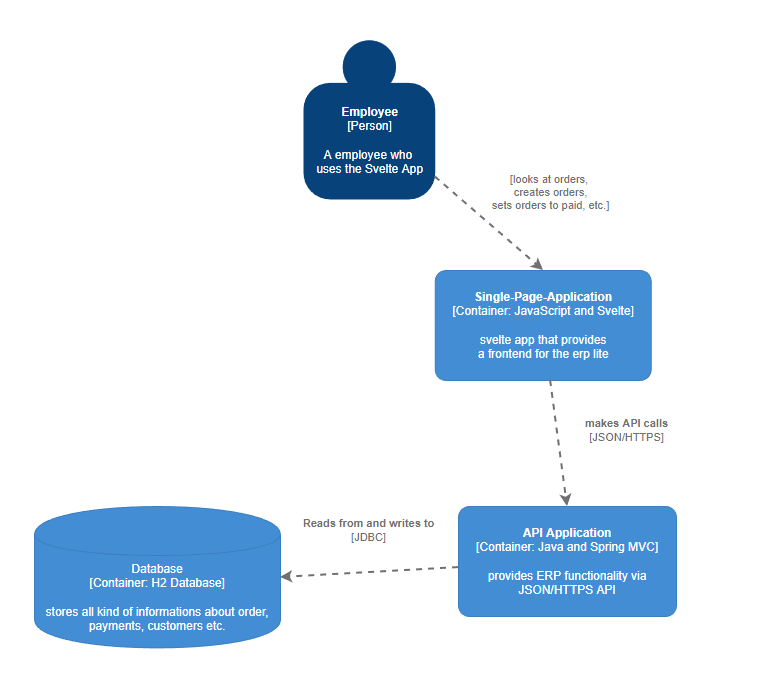 Employee
[Person]
A employee who
uses the Svelte App
[looks at orders,
creates orders,
sets orders to paid, etc.]
Single-Page-Application
[Container: JavaScript and Svelte]
svelte app that provides
a frontend for the erp lite
makes API calls
[JSON/HTTPS]
Reads from and writes to
[JDBC]
API Application
[Container: Java and Spring MVC]
provides ERP functionality via
JSON/HTTPS API
Database
[Container: H2 Database]
stores all kind of informations about order,
payments, customers etc.